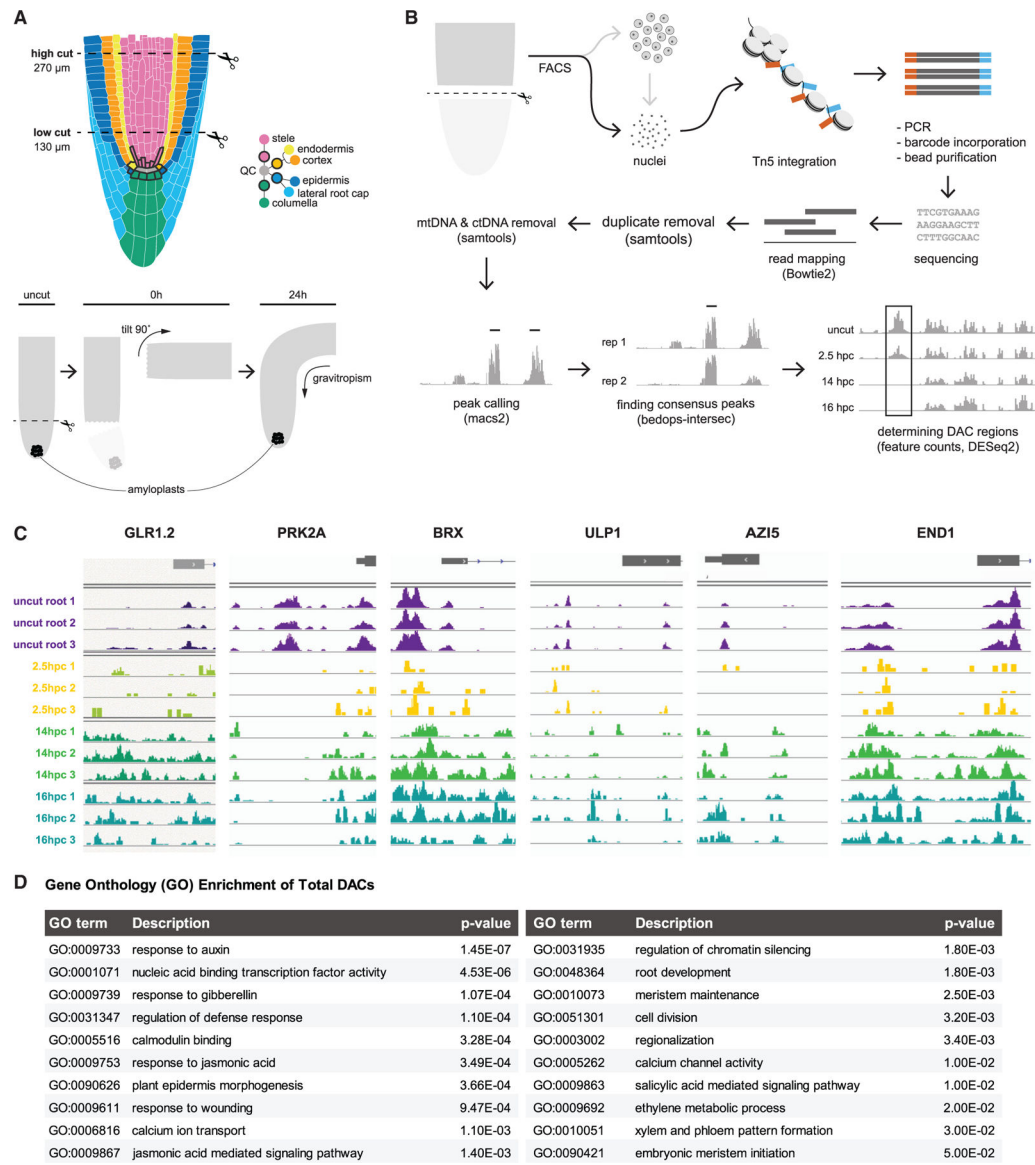 A
high cut
270 µm
low cut
130 µm
stele
endodermis
cortex
QC
epidermis
lateral root cap
columella
uncut
0h
24h
tilt 90˚
gravitropism
amyloplasts
B
FACS
nuclei
Tn5 integration
- PCR
- barcode incorporation
- bead purification
TTCGTGAAAG
AAGGAAGCTT
CTTTGGCAAC
sequencing
read mapping
(Bowtie2)
duplicate removal
(samtools)
mtDNA & ctDNA removal
(samtools)
peak calling
(macs2)
rep 1
rep 2
finding consensus peaks
(bedops-intersec)
uncut
2.5 hpc
14 hpc
16 hpc
determining DAC regions
(feature counts, DESeq2)
C
GLR1.2 PRK2A BRX ULP1 AZI5 END1
uncut root 1
uncut root 2
uncut root 3
2.5hpc 1
2.5hpc 2
2.5hpc 3
14hpc 1
14hpc 2
14hpc 3
16hpc 1
16hpc 2
16hpc 3
D Gene Onthology (GO) Enrichment of Total DACs
GO term Description p-value GO term Description p-value
GO:0009733 response to auxin 1.45E-07 GO:0031935 regulation of chromatin silencing 1.80E-03
GO:0001071 nucleic acid binding transcription factor activity 4.53E-06 GO:0048364 root development 1.80E-03
GO:0009739 response to gibberellin 1.07E-04 GO:0010073 meristem maintenance 2.50E-03
GO:0031347 regulation of defense response 1.10E-04 GO:0051301 cell division 3.20E-03
GO:0005516 calmodulin binding 3.28E-04 GO:0003002 regionalization 3.40E-03
GO:0009753 response to jasmonic acid 3.49E-04 GO:0005262 calcium channel activity 1.00E-02
GO:0090626 plant epidermis morphogenesis 3.66E-04 GO:0009863 salicylic acid mediated signaling pathway 1.00E-02
GO:0009611 response to wounding 9.47E-04 GO:0009692 ethylene metabolic process 2.00E-02
GO:0006816 calcium ion transport 1.10E-03 GO:0010051 xylem and phloem pattern formation 3.00E-02
GO:0009867 jasmonic acid mediated signaling pathway 1.40E-03 GO:0090421 embryonic meristem initiation 5.00E-02